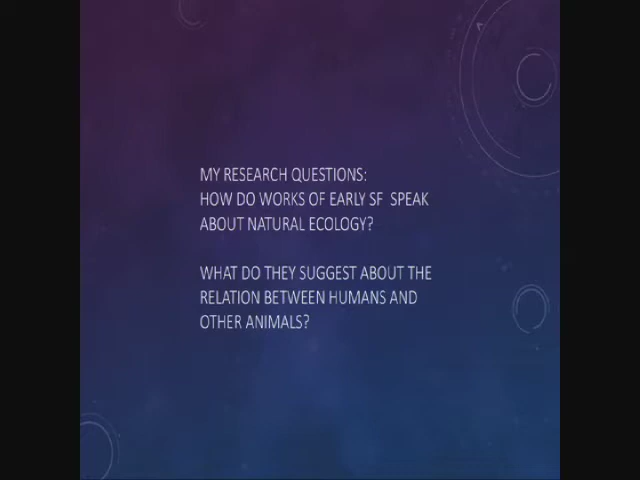 MY RESEARCH QUESTIONS:
HOW DO WORKS OF EARLY SF SPEAK
ABOUT NATURAL ECOLOGY?
WHAT DO THEY SUGGEST ABOUT THE
RELATION BETWEEN HUMANS AND
OTHER ANIMALS?